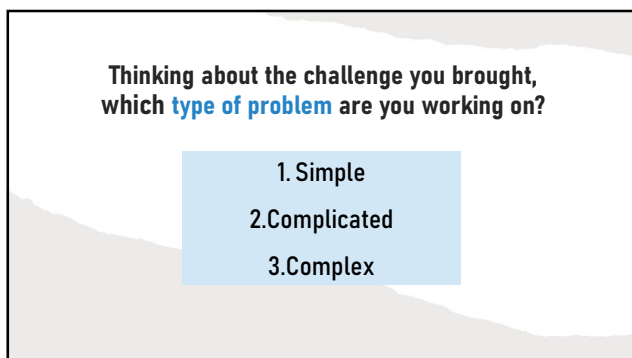 Thinking about the challenge you brought,
which type of problem are you working on?
1. Simple
2.Complicated
3.Complex